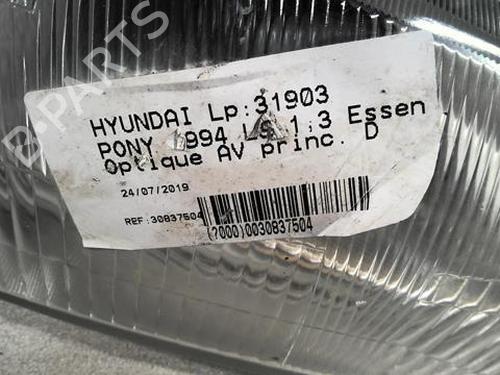 B-PARTS
HYUNDAI Lp:31903
PONY 1994 LS 1,3 Essen
Optique AV princ. D
24/07/2019
REF:30837504
(7000)0030837504